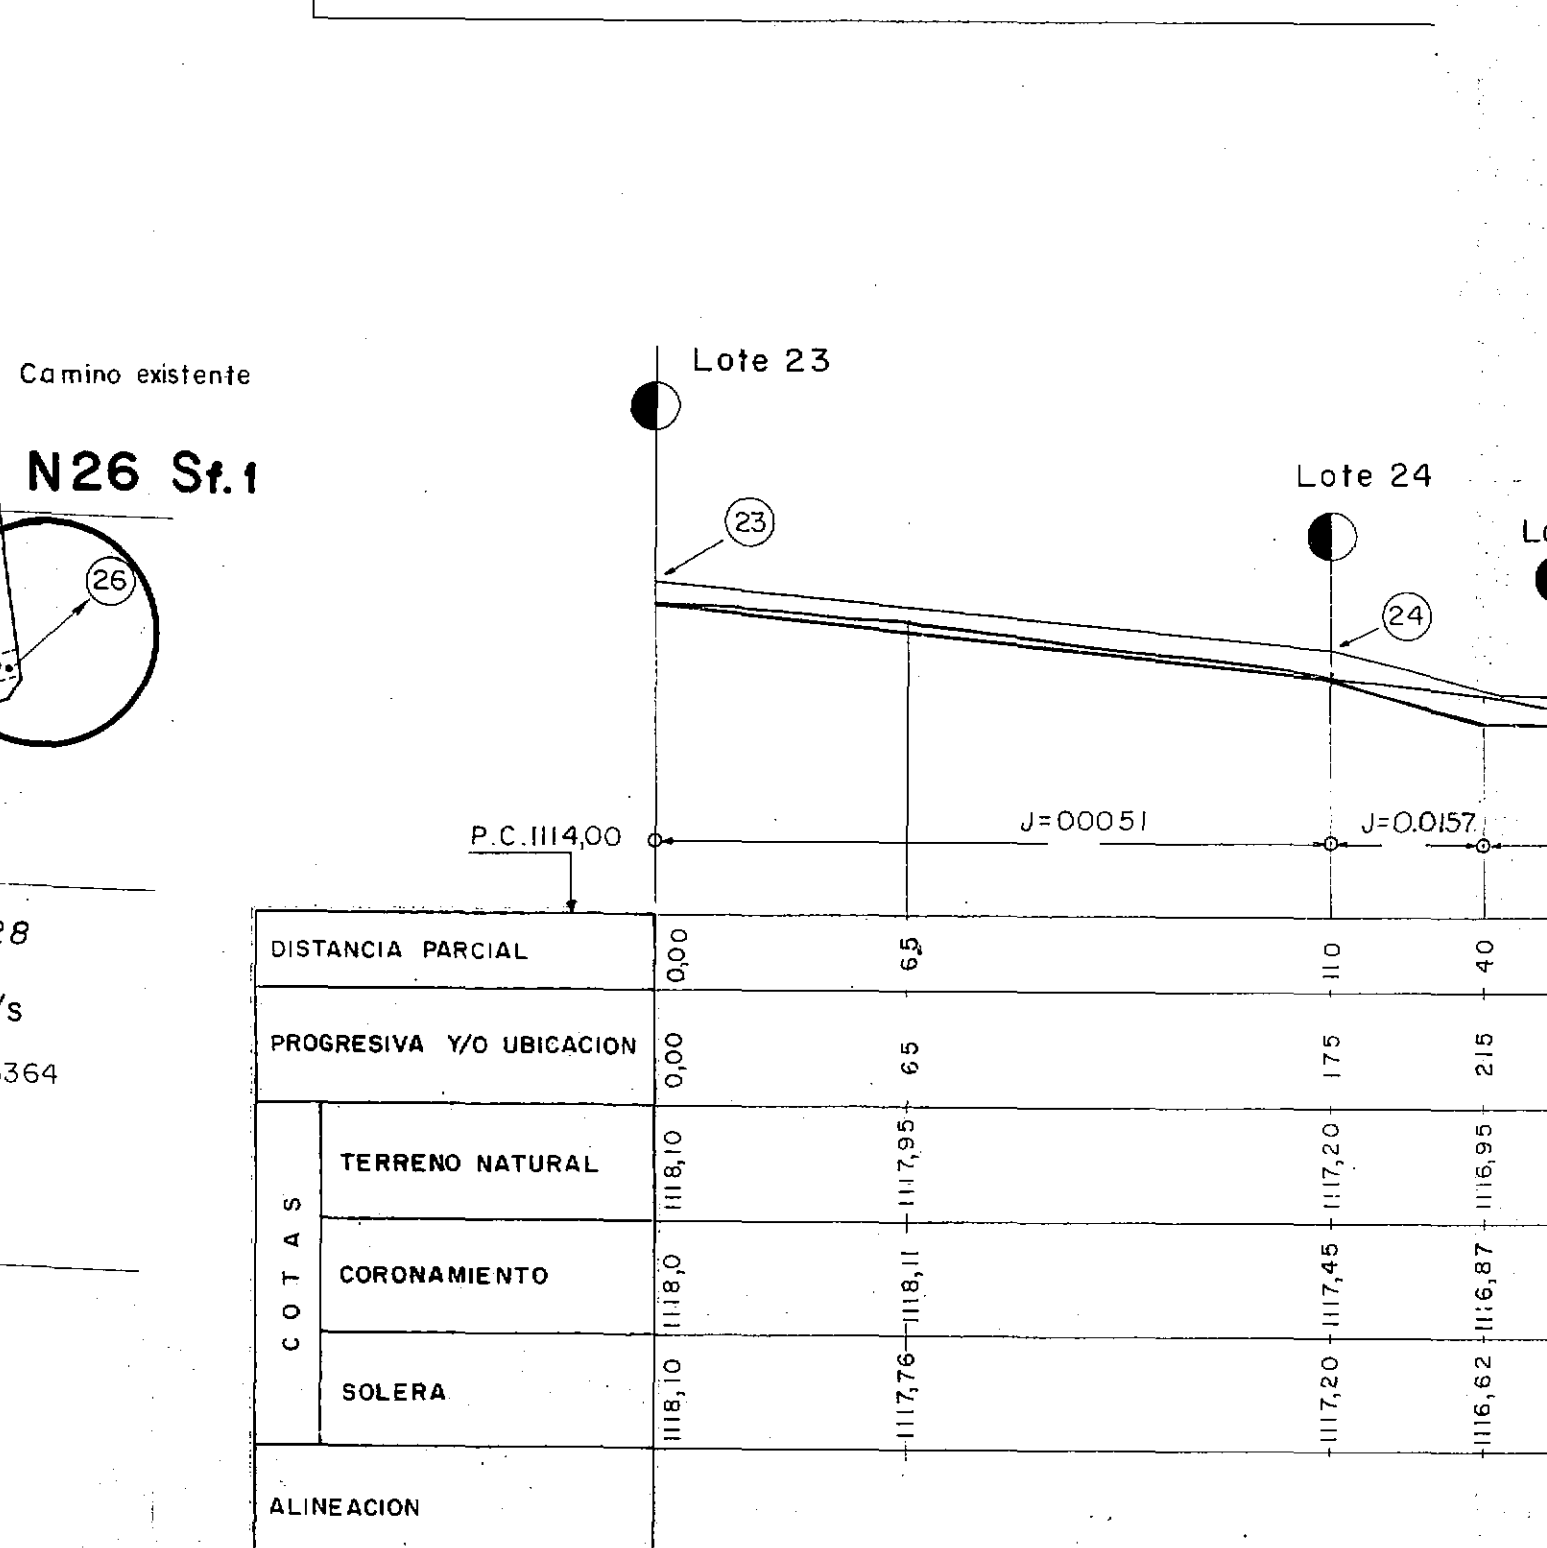 Camino existente
N26 Sf.1
26
Lote 23
23
Lote 24
24
P.C.1114,00
J=00051
J=0.0157
DISTANCIA PARCIAL 0,00 65 110 40
PROGRESIVA Y/O UBICACION 0,00 65 175 215
COTAS
TERRENO NATURAL 1118,10 1117,95 1117,20 1116,95
CORONAMIENTO 1118,0 1118,11 1117,45 1116,87
SOLERA 1118,10 1117,76 1117,20 1116,62
ALINEACION
/s
364